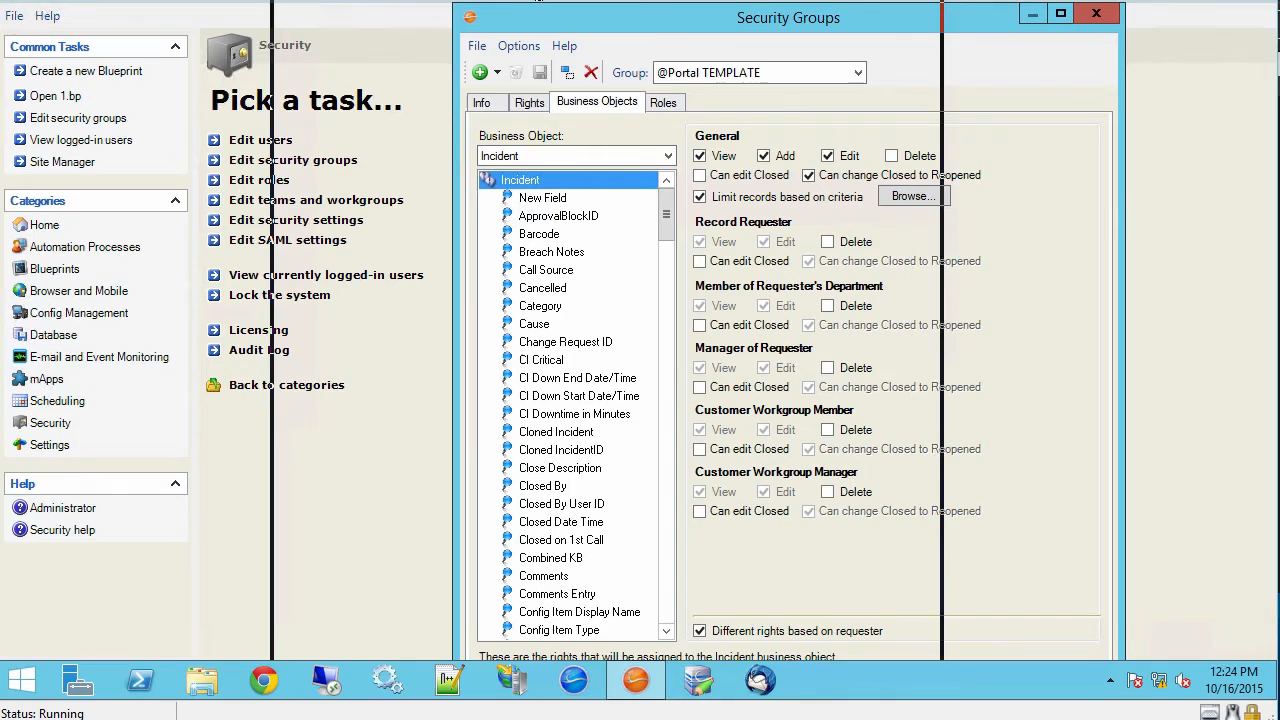 File Help
Common Tasks
Create a new Blueprint
Open 1.bp
Edit security groups
View logged-in users
Site Manager
Categories
Home
Automation Processes
Blueprints
Browser and Mobile
Config Management
Database
E-mail and Event Monitoring
mApps
Scheduling
Security
Settings
Help
Administrator
Security help
Security
Pick a task...
Edit users
Edit security groups
Edit roles
Edit teams and workgroups
Edit security settings
Edit SAML settings
View currently logged-in users
Lock the system
Licensing
Audit Log
Back to categories
Security Groups
File Options Help
Group: @Portal TEMPLATE
Info Rights Business Objects Roles
Business Object:
Incident
Incident
New Field
ApprovalBlockID
Barcode
Breach Notes
Call Source
Cancelled
Category
Cause
Change Request ID
CI Critical
CI Down End Date/Time
CI Down Start Date/Time
CI Downtime in Minutes
Cloned Incident
Cloned IncidentID
Close Description
Closed By
Closed By User ID
Closed Date Time
Closed on 1st Call
Combined KB
Comments
Comments Entry
Config Item Display Name
Config Item Type
General
View Add Edit Delete
Can edit Closed Can change Closed to Reopened
Limit records based on criteria Browse...
Record Requester
View Edit Delete
Can edit Closed Can change Closed to Reopened
Member of Requester's Department
View Edit Delete
Can edit Closed Can change Closed to Reopened
Manager of Requester
View Edit Delete
Can edit Closed Can change Closed to Reopened
Customer Workgroup Member
View Edit Delete
Can edit Closed Can change Closed to Reopened
Customer Workgroup Manager
View Edit Delete
Can edit Closed Can change Closed to Reopened
Different rights based on requester
These are the rights that will be assigned to the Incident business object
12:24 PM
10/16/2015
Status: Running